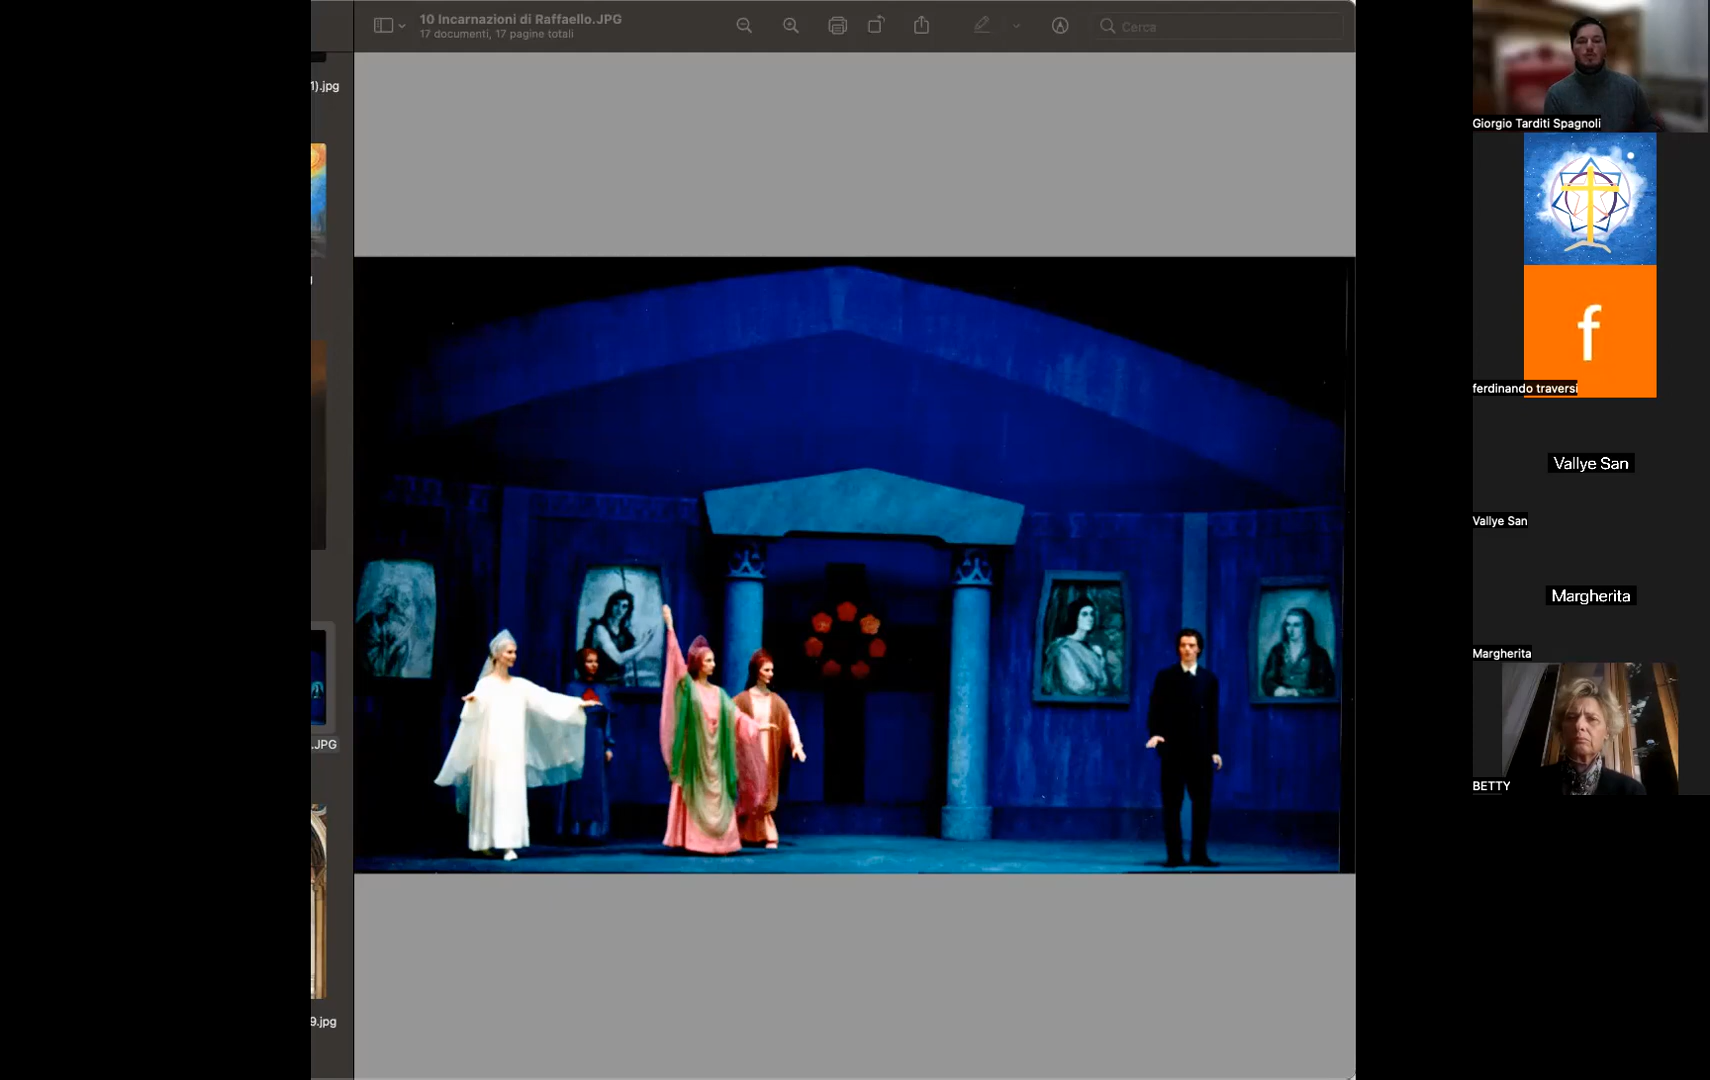 10 Incarnazioni di Raffaello.JPG
17 documenti, 17 pagine totali
Cerca
1).jpg
.JPG
9.jpg
Giorgio Tarditi Spagnoli
f
ferdinando traversi
Vallye San
Vallye San
Margherita
Margherita
BETTY